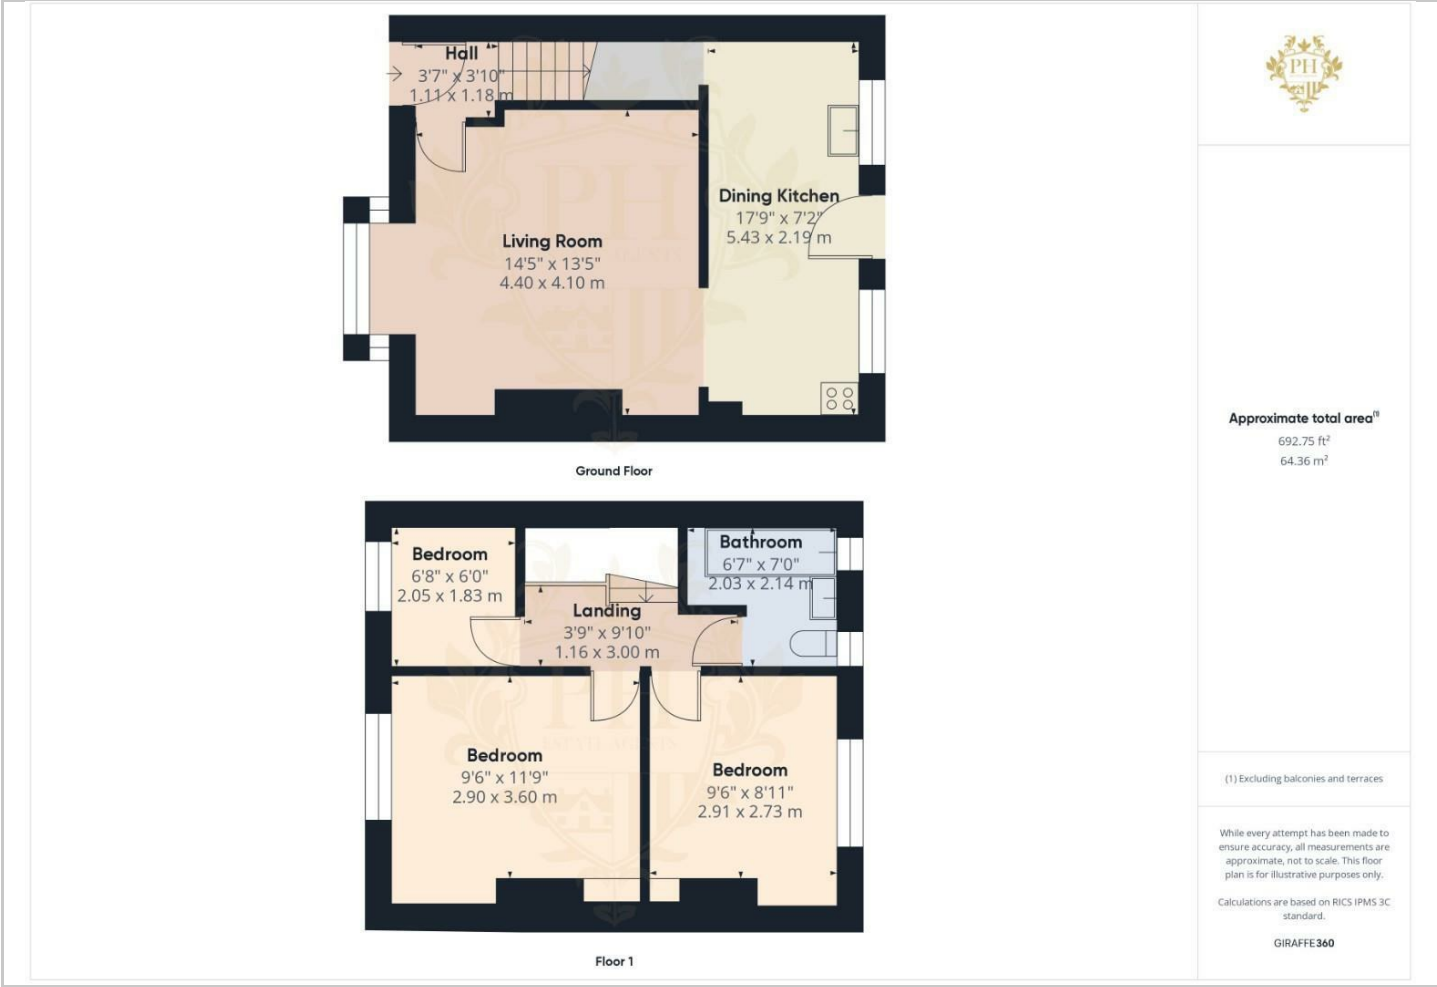 Hall
3'7" x 3'10"
1.11 x 1.18 m
Living Room
14'5" x 13'5"
4.40 x 4.10 m
Dining Kitchen
17'9" x 7'2"
5.43 x 2.19 m
Ground Floor
Bedroom
6'8" x 6'0"
2.05 x 1.83 m
Landing
3'9" x 9'10"
1.16 x 3.00 m
Bathroom
6'7" x 7'0"
2.03 x 2.14 m
Bedroom
9'6" x 11'9"
2.90 x 3.60 m
Bedroom
9'6" x 8'11"
2.91 x 2.73 m
Floor 1
PH
Approximate total area(1)
692.75 ft²
64.36 m²
(1) Excluding balconies and terraces
While every attempt has been made to
ensure accuracy, all measurements are
approximate, not to scale. This floor
plan is for illustrative purposes only.
Calculations are based on RICS IPMS 3C
standard.
GIRAFFE360